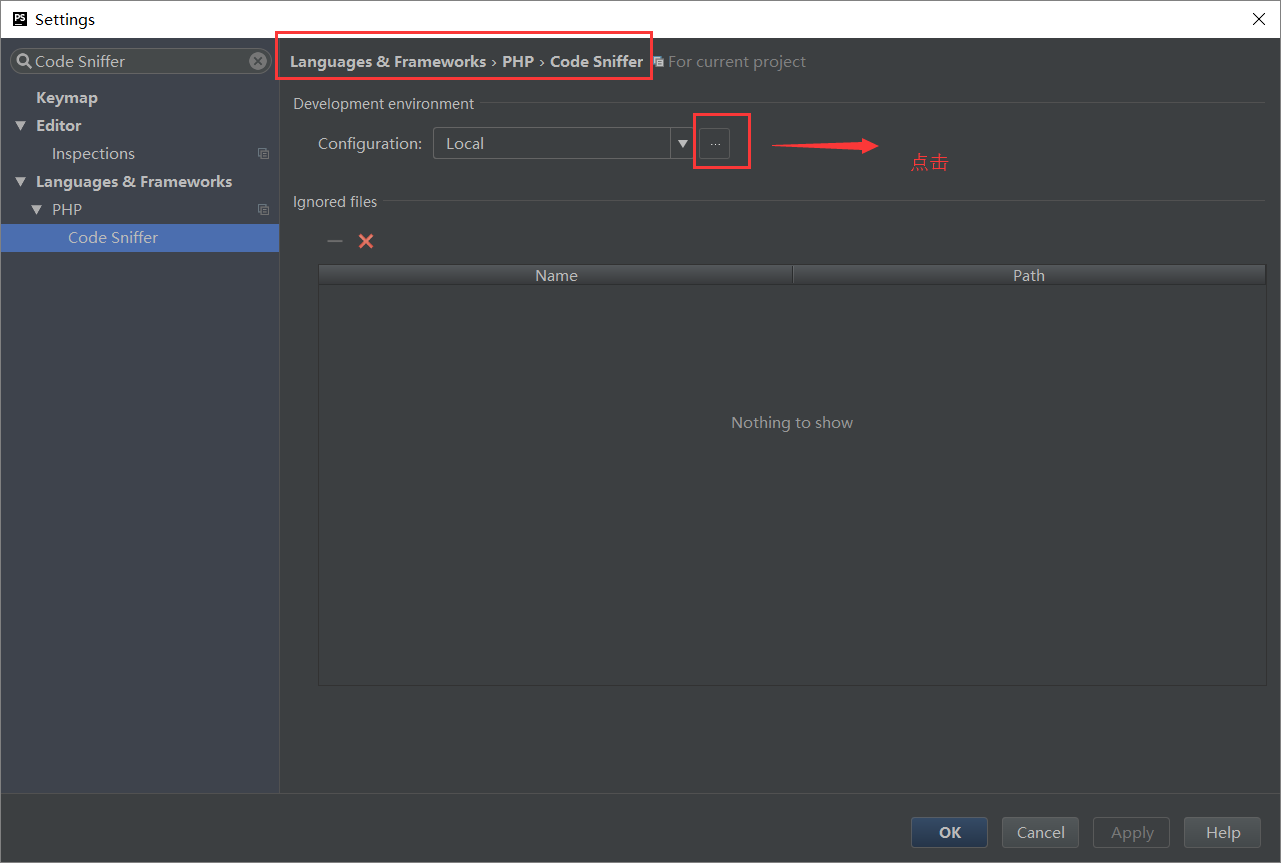 PS Settings
Code Sniffer
Languages & Frameworks › PHP › Code Sniffer For current project
Keymap
Editor
Inspections
Languages & Frameworks
PHP
Code Sniffer
Development environment
Configuration: Local ...
点击
Ignored files
Name Path
Nothing to show
OK Cancel Apply Help